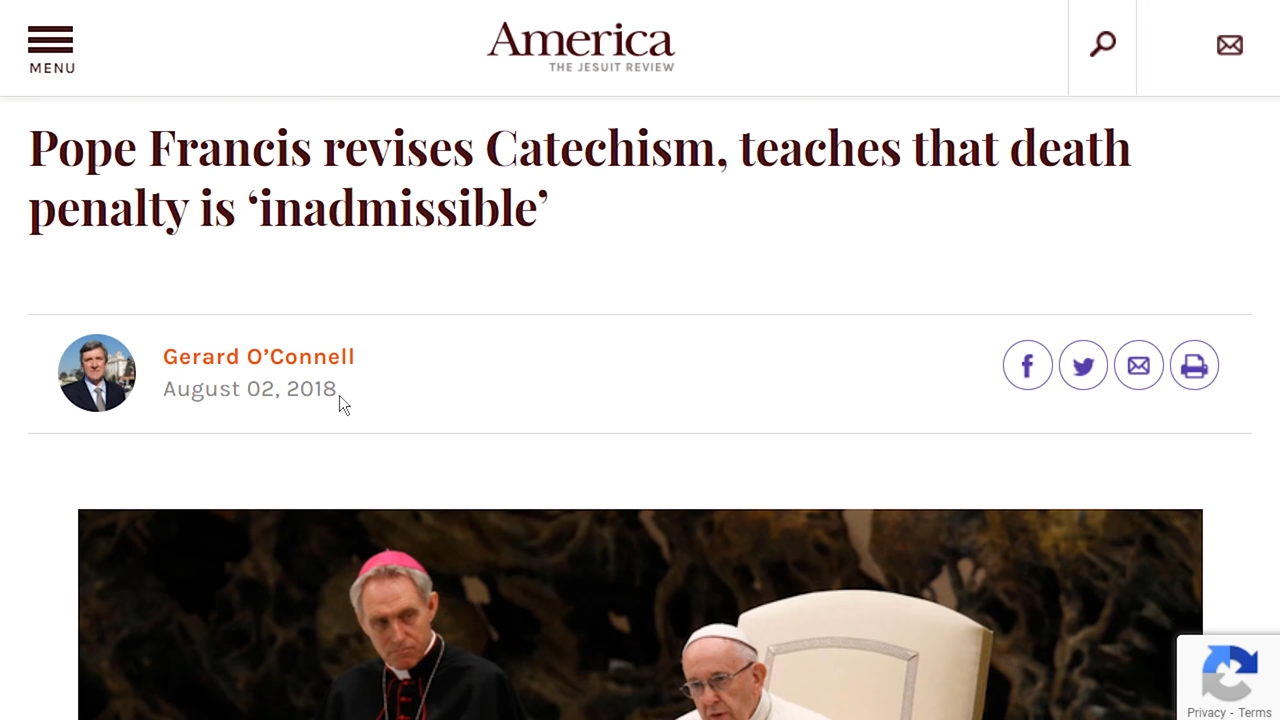 MENU
America
THE JESUIT REVIEW
Pope Francis revises Catechism, teaches that death
penalty is ‘inadmissible’
Gerard O’Connell
August 02, 2018
Privacy - Terms